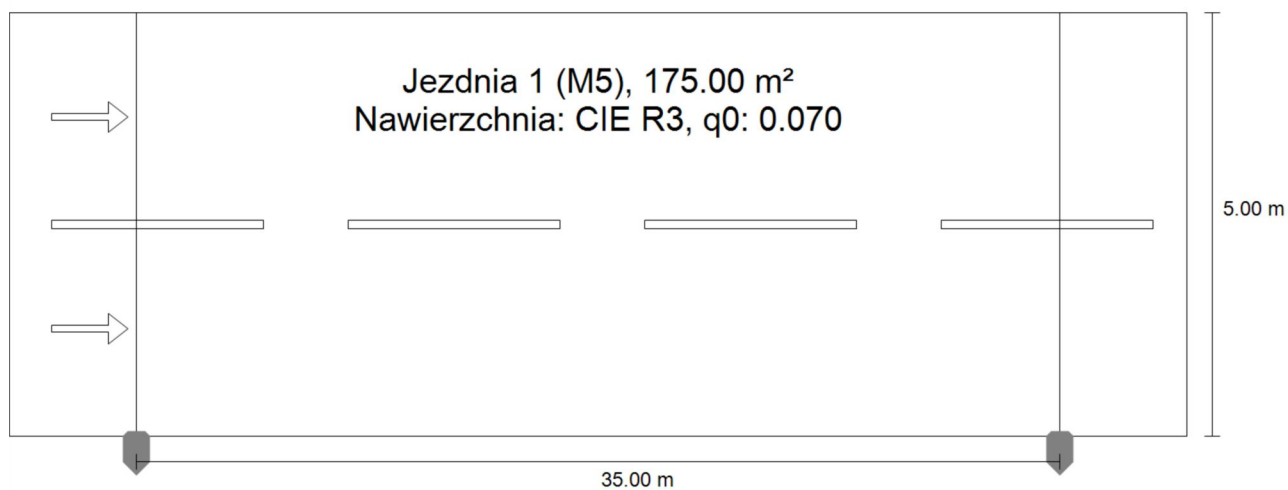 Jezdnia 1 (M5), 175.00 m²
Nawierzchnia: CIE R3, q0: 0.070
5.00 m
35.00 m